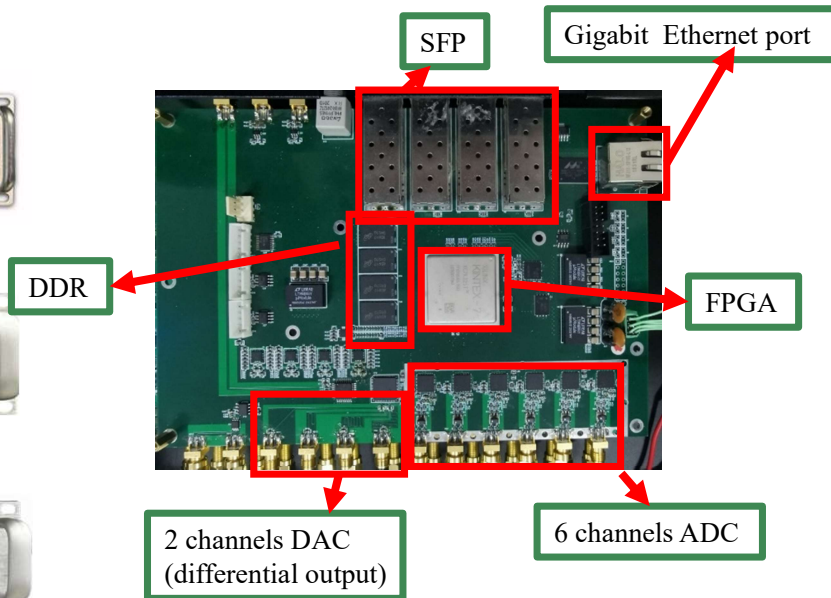 SFP
Gigabit Ethernet port
DDR
FPGA
2 channels DAC
(differential output)
6 channels ADC